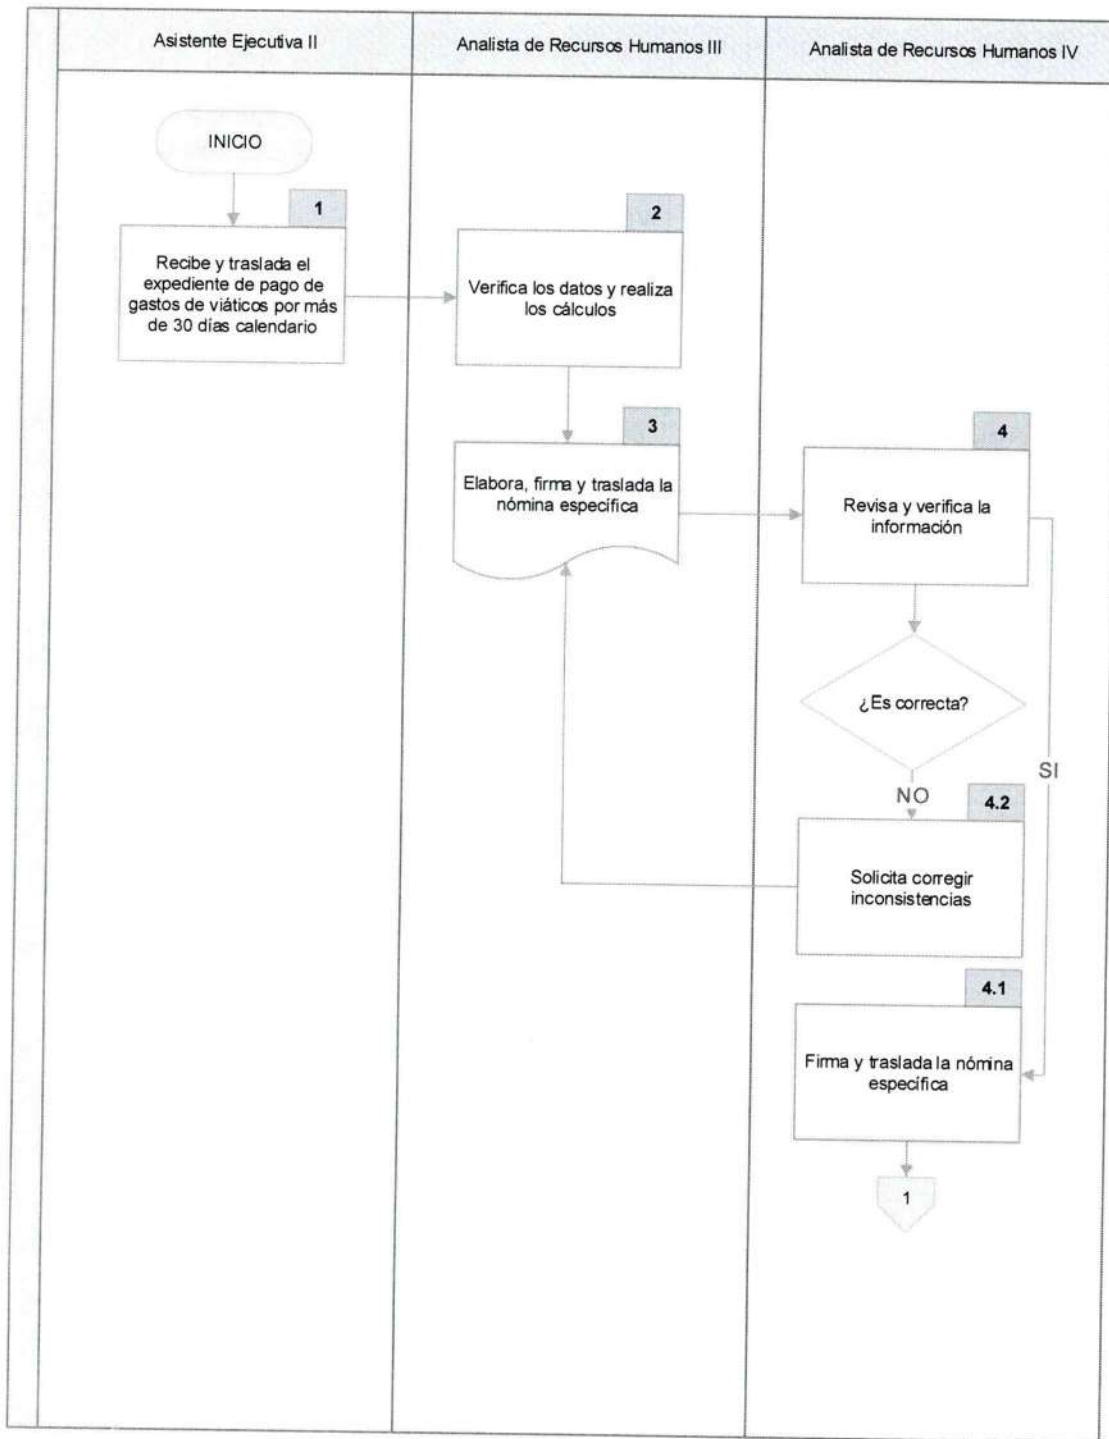 Asistente Ejecutiva II
Analista de Recursos Humanos III
Analista de Recursos Humanos IV
INICIO
1
Recibe y traslada el
expediente de pago de
gastos de viáticos por más
de 30 días calendario
2
Verifica los datos y realiza
los cálculos
3
Elabora, firma y traslada la
nómina específica
4
Revisa y verifica la
información
¿Es correcta?
SI
NO
4.2
Solicita corregir
inconsistencias
4.1
Firma y traslada la nómina
específica
1